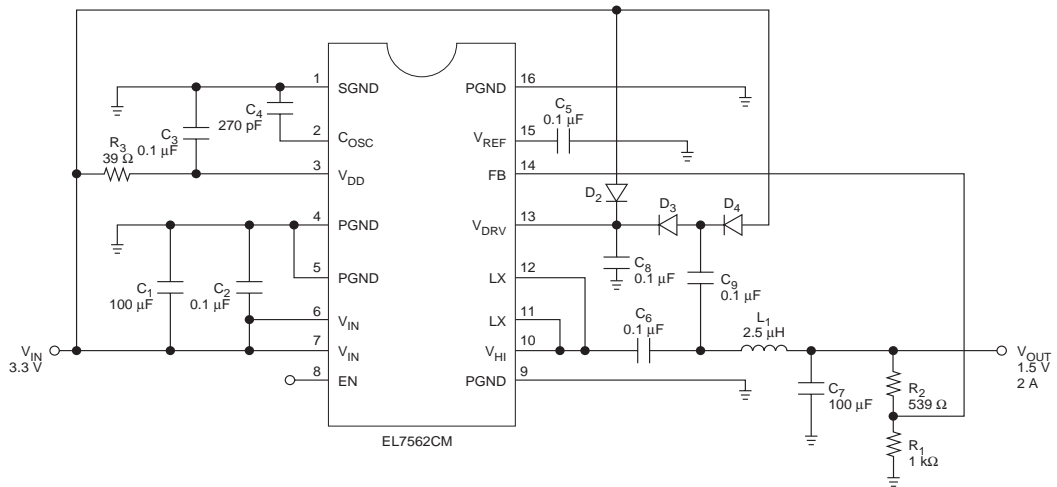 1
SGND
C4
270 pF
2
COSC
C3
0.1 μF
R3
39 Ω
3
VDD
4
PGND
C1
100 μF
C2
0.1 μF
5
PGND
6
VIN
VIN
3.3 V
7
VIN
8
EN
PGND
16
C5
0.1 μF
VREF
15
FB
14
D2
D3
D4
VDRV
13
C8
0.1 μF
LX
12
C9
0.1 μF
LX
11
C6
0.1 μF
L1
2.5 μH
VHI
10
VOUT
1.5 V
2 A
PGND
9
C7
100 μF
R2
539 Ω
R1
1 kΩ
EL7562CM